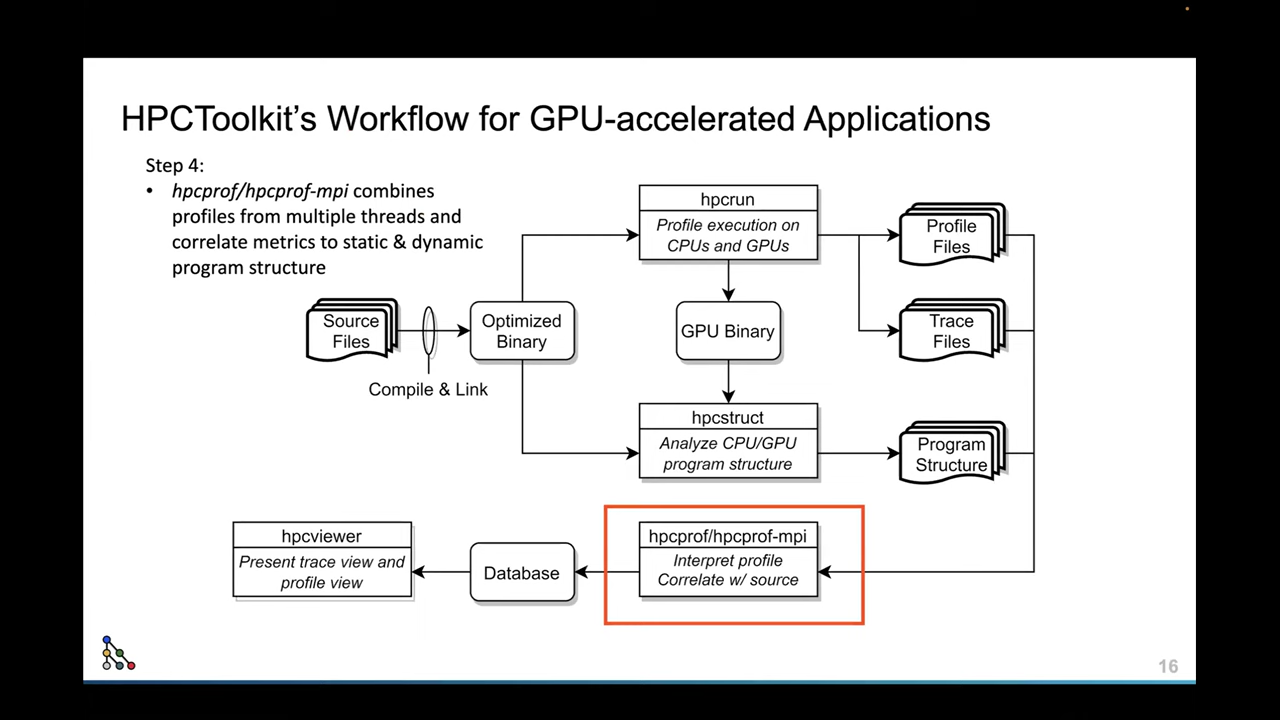 HPCToolkit's Workflow for GPU-accelerated Applications
Step 4:
• hpcprof/hpcprof-mpi combines
profiles from multiple threads and
correlate metrics to static & dynamic
program structure
hpcrun
Profile execution on
CPUs and GPUs
Profile
Files
Source
Files
Optimized
Binary
GPU Binary
Trace
Files
Compile & Link
hpcstruct
Analyze CPU/GPU
program structure
Program
Structure
hpcviewer
Present trace view and
profile view
Database
hpcprof/hpcprof-mpi
Interpret profile
Correlate w/ source
16